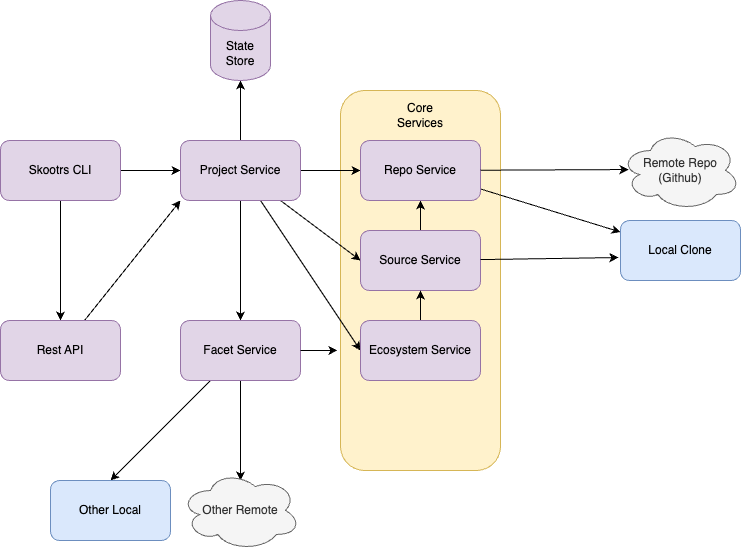 State
Store
Core
Services
Skootrs CLI
Project Service
Repo Service
Remote Repo
(Github)
Source Service
Local Clone
Rest API
Facet Service
Ecosystem Service
Other Local
Other Remote